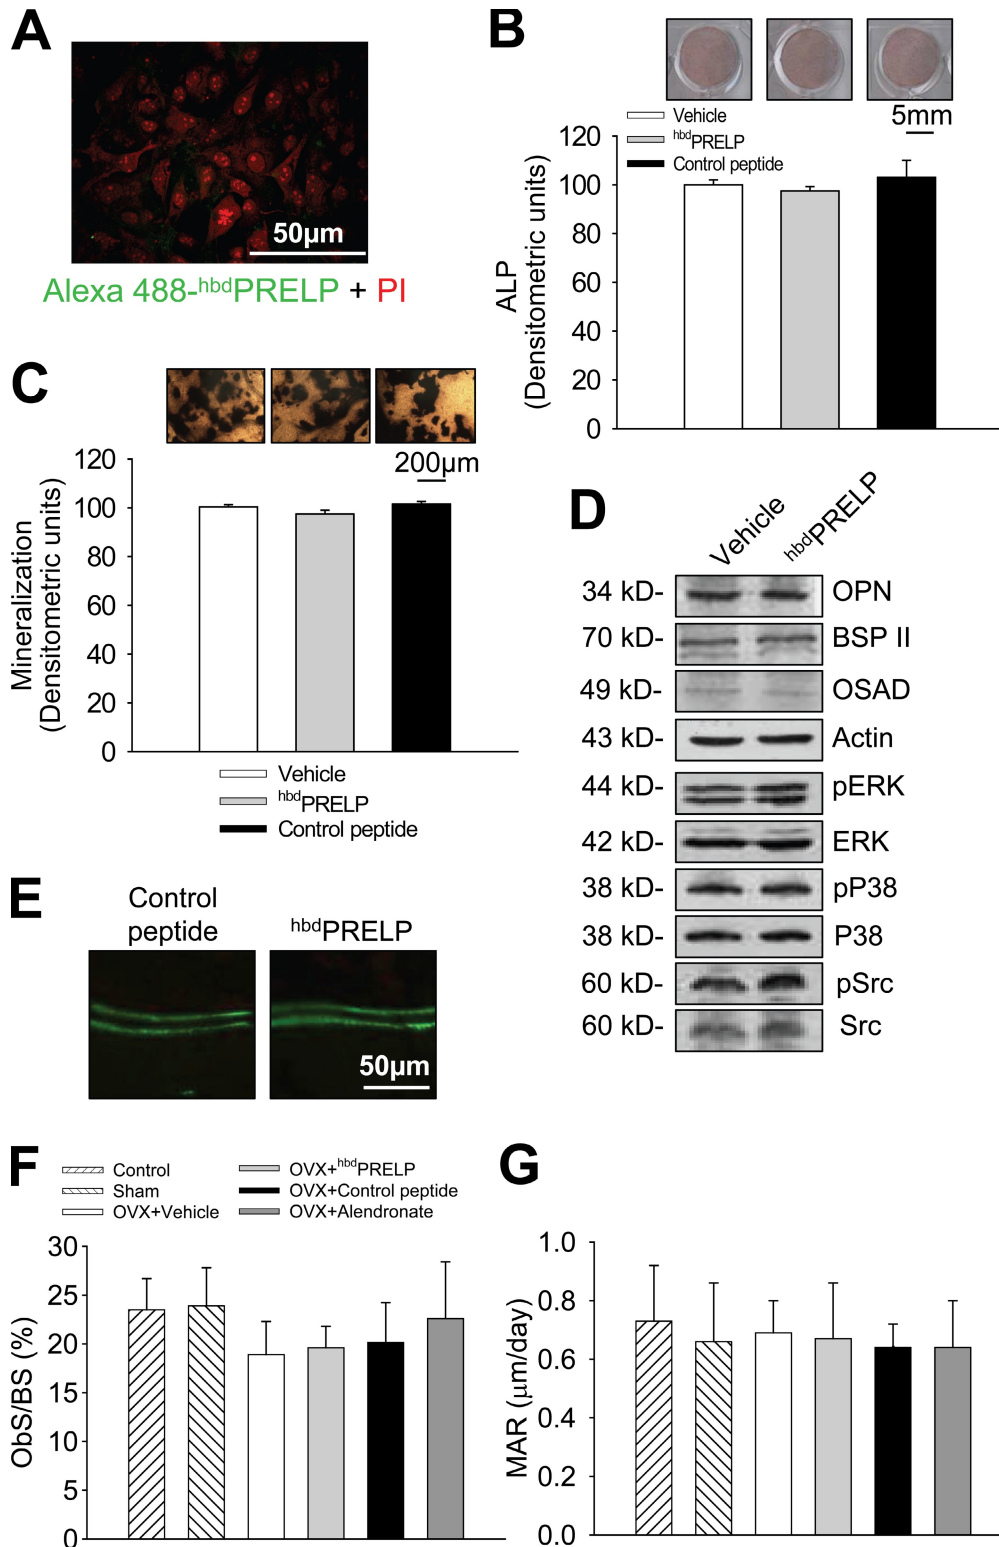 A
50µm
Alexa 488-hbdPRELP + PI
B
Vehicle
hbdPRELP
Control peptide
5mm
120
100
80
60
40
20
0
ALP
(Densitometric units)
C
200µm
120
100
80
60
40
20
0
Mineralization
(Densitometric units)
Vehicle
hbdPRELP
Control peptide
D
Vehicle
hbdPRELP
34 kD- OPN
70 kD- BSP II
49 kD- OSAD
43 kD- Actin
44 kD- pERK
42 kD- ERK
38 kD- pP38
38 kD- P38
60 kD- pSrc
60 kD- Src
E
Control
peptide
hbdPRELP
50µm
F
Control
Sham
OVX+Vehicle
OVX+hbdPRELP
OVX+Control peptide
OVX+Alendronate
30
25
20
15
10
5
0
ObS/BS (%)
G
1.0
0.8
0.6
0.4
0.2
0.0
MAR (µm/day)